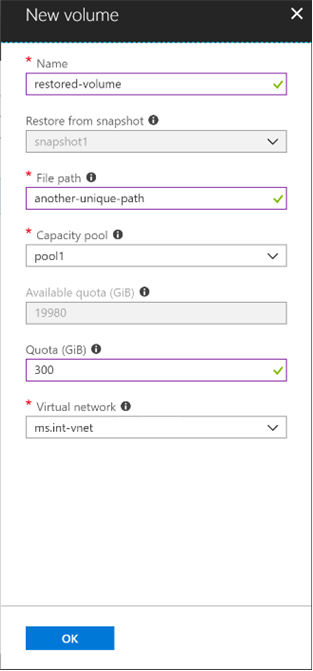 New volume
* Name
restored-volume
Restore from snapshot
snapshot1
* File path
another-unique-path
* Capacity pool
pool1
Available quota (GiB)
19980
Quota (GiB)
300
* Virtual network
ms.int-vnet
OK